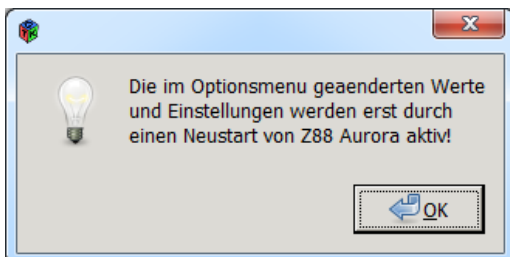 Die im Optionsmenu geaenderten Werte
und Einstellungen werden erst durch
einen Neustart von Z88 Aurora aktiv!
OK